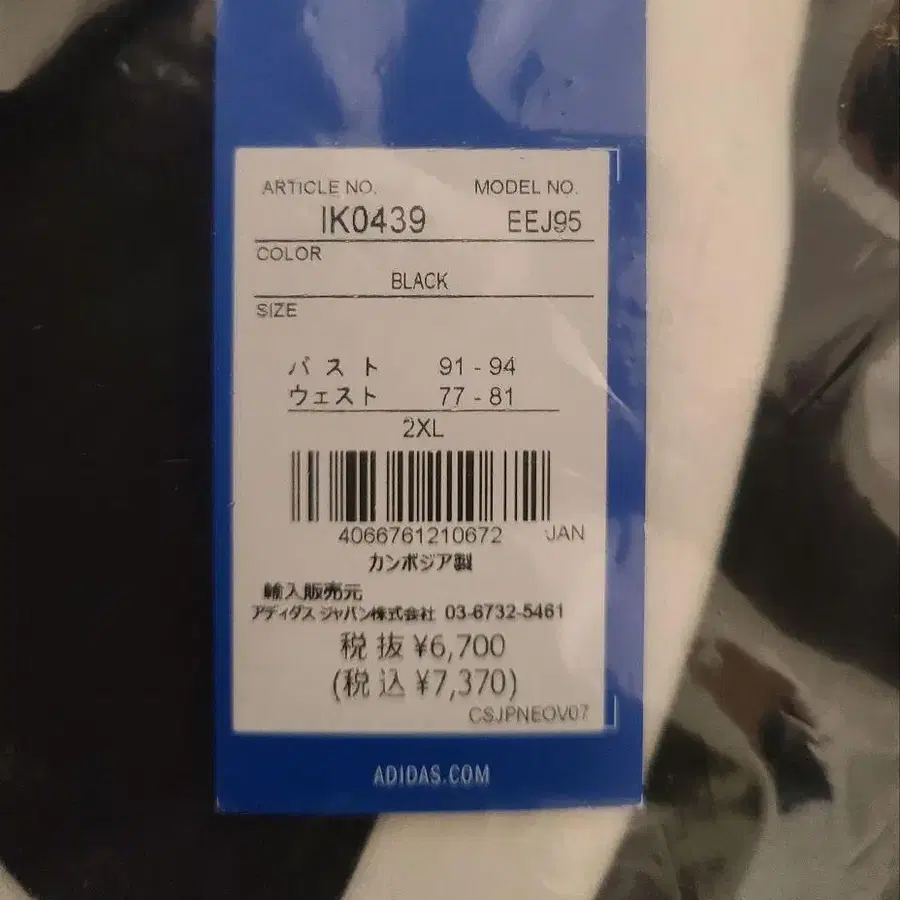 ARTICLE NO. MODEL NO.
IK0439 EEJ95
COLOR
BLACK
SIZE
バスト 91 - 94
ウェスト 77 - 81
2XL
4066761210672 JAN
カンボジア製
輸入販売元
アディダス ジャパン株式会社 03-6732-5461
税抜 ¥6,700
(税込 ¥7,370)
CSJPNEOV07
ADIDAS.COM